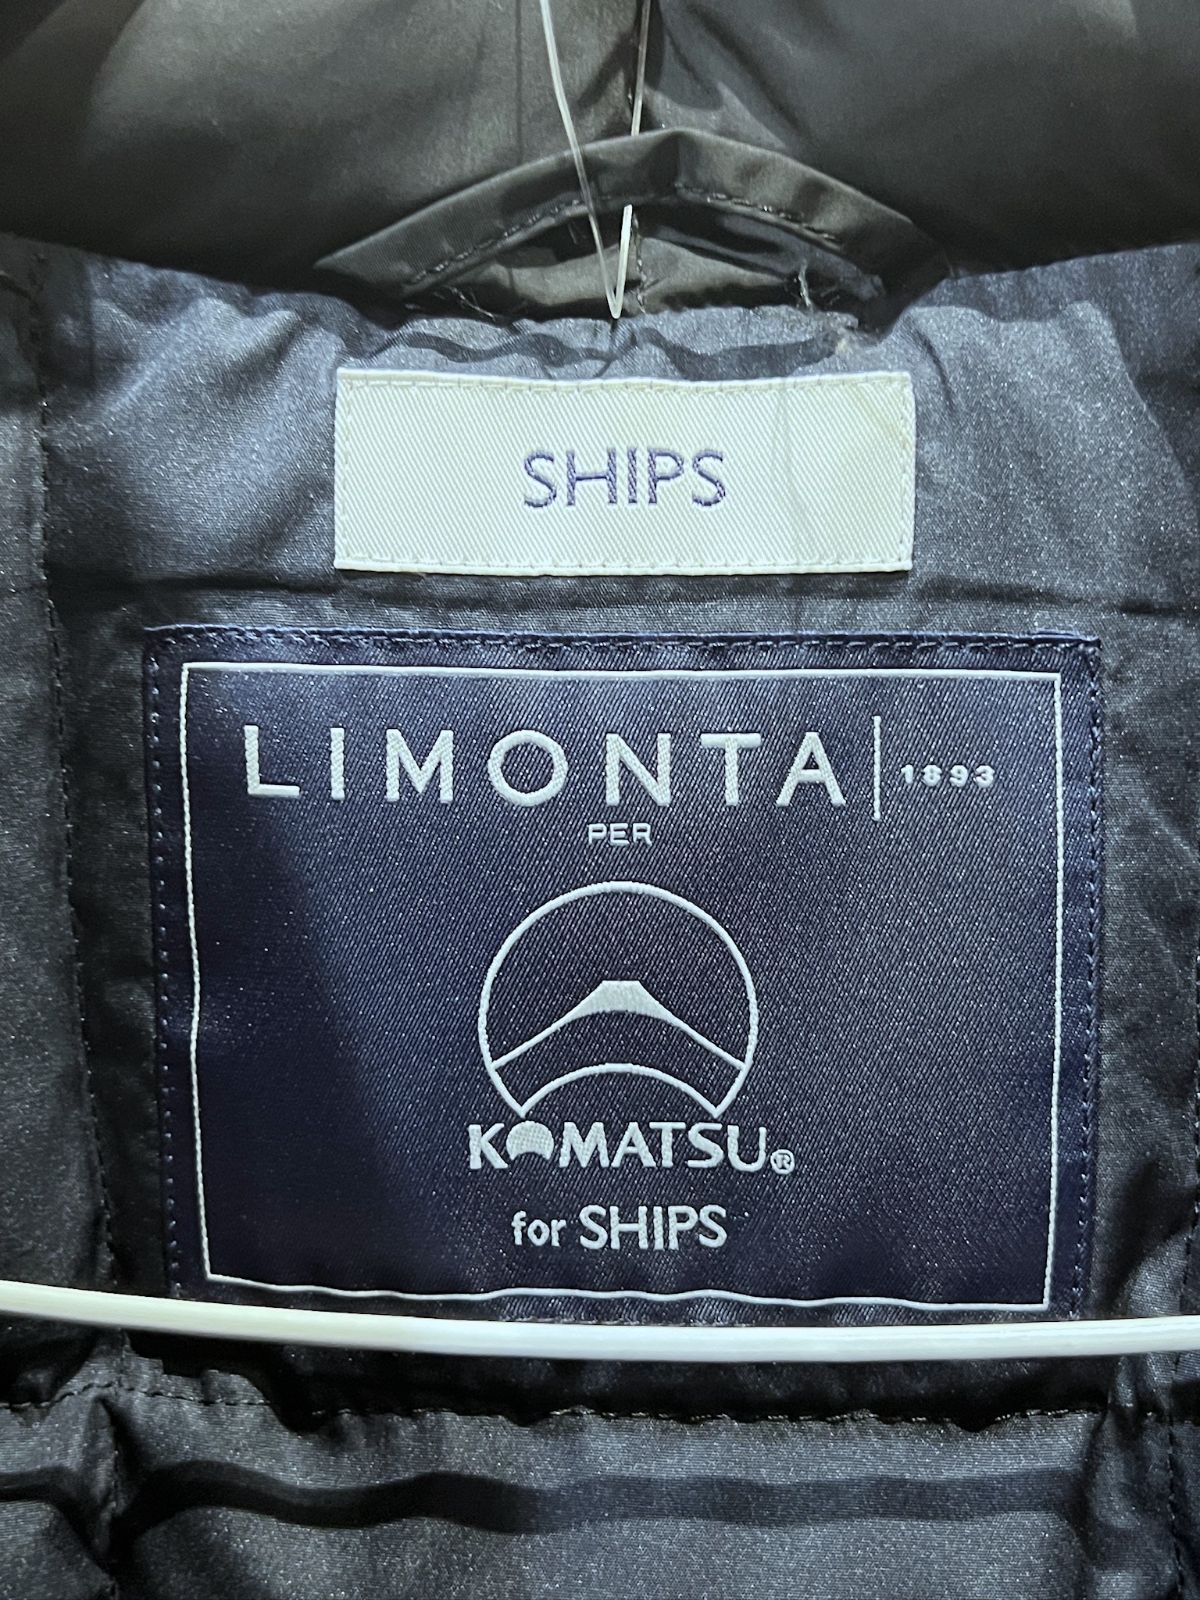 SHIPS
LIMONTA | 1893
PER
KOMATSU®
for SHIPS